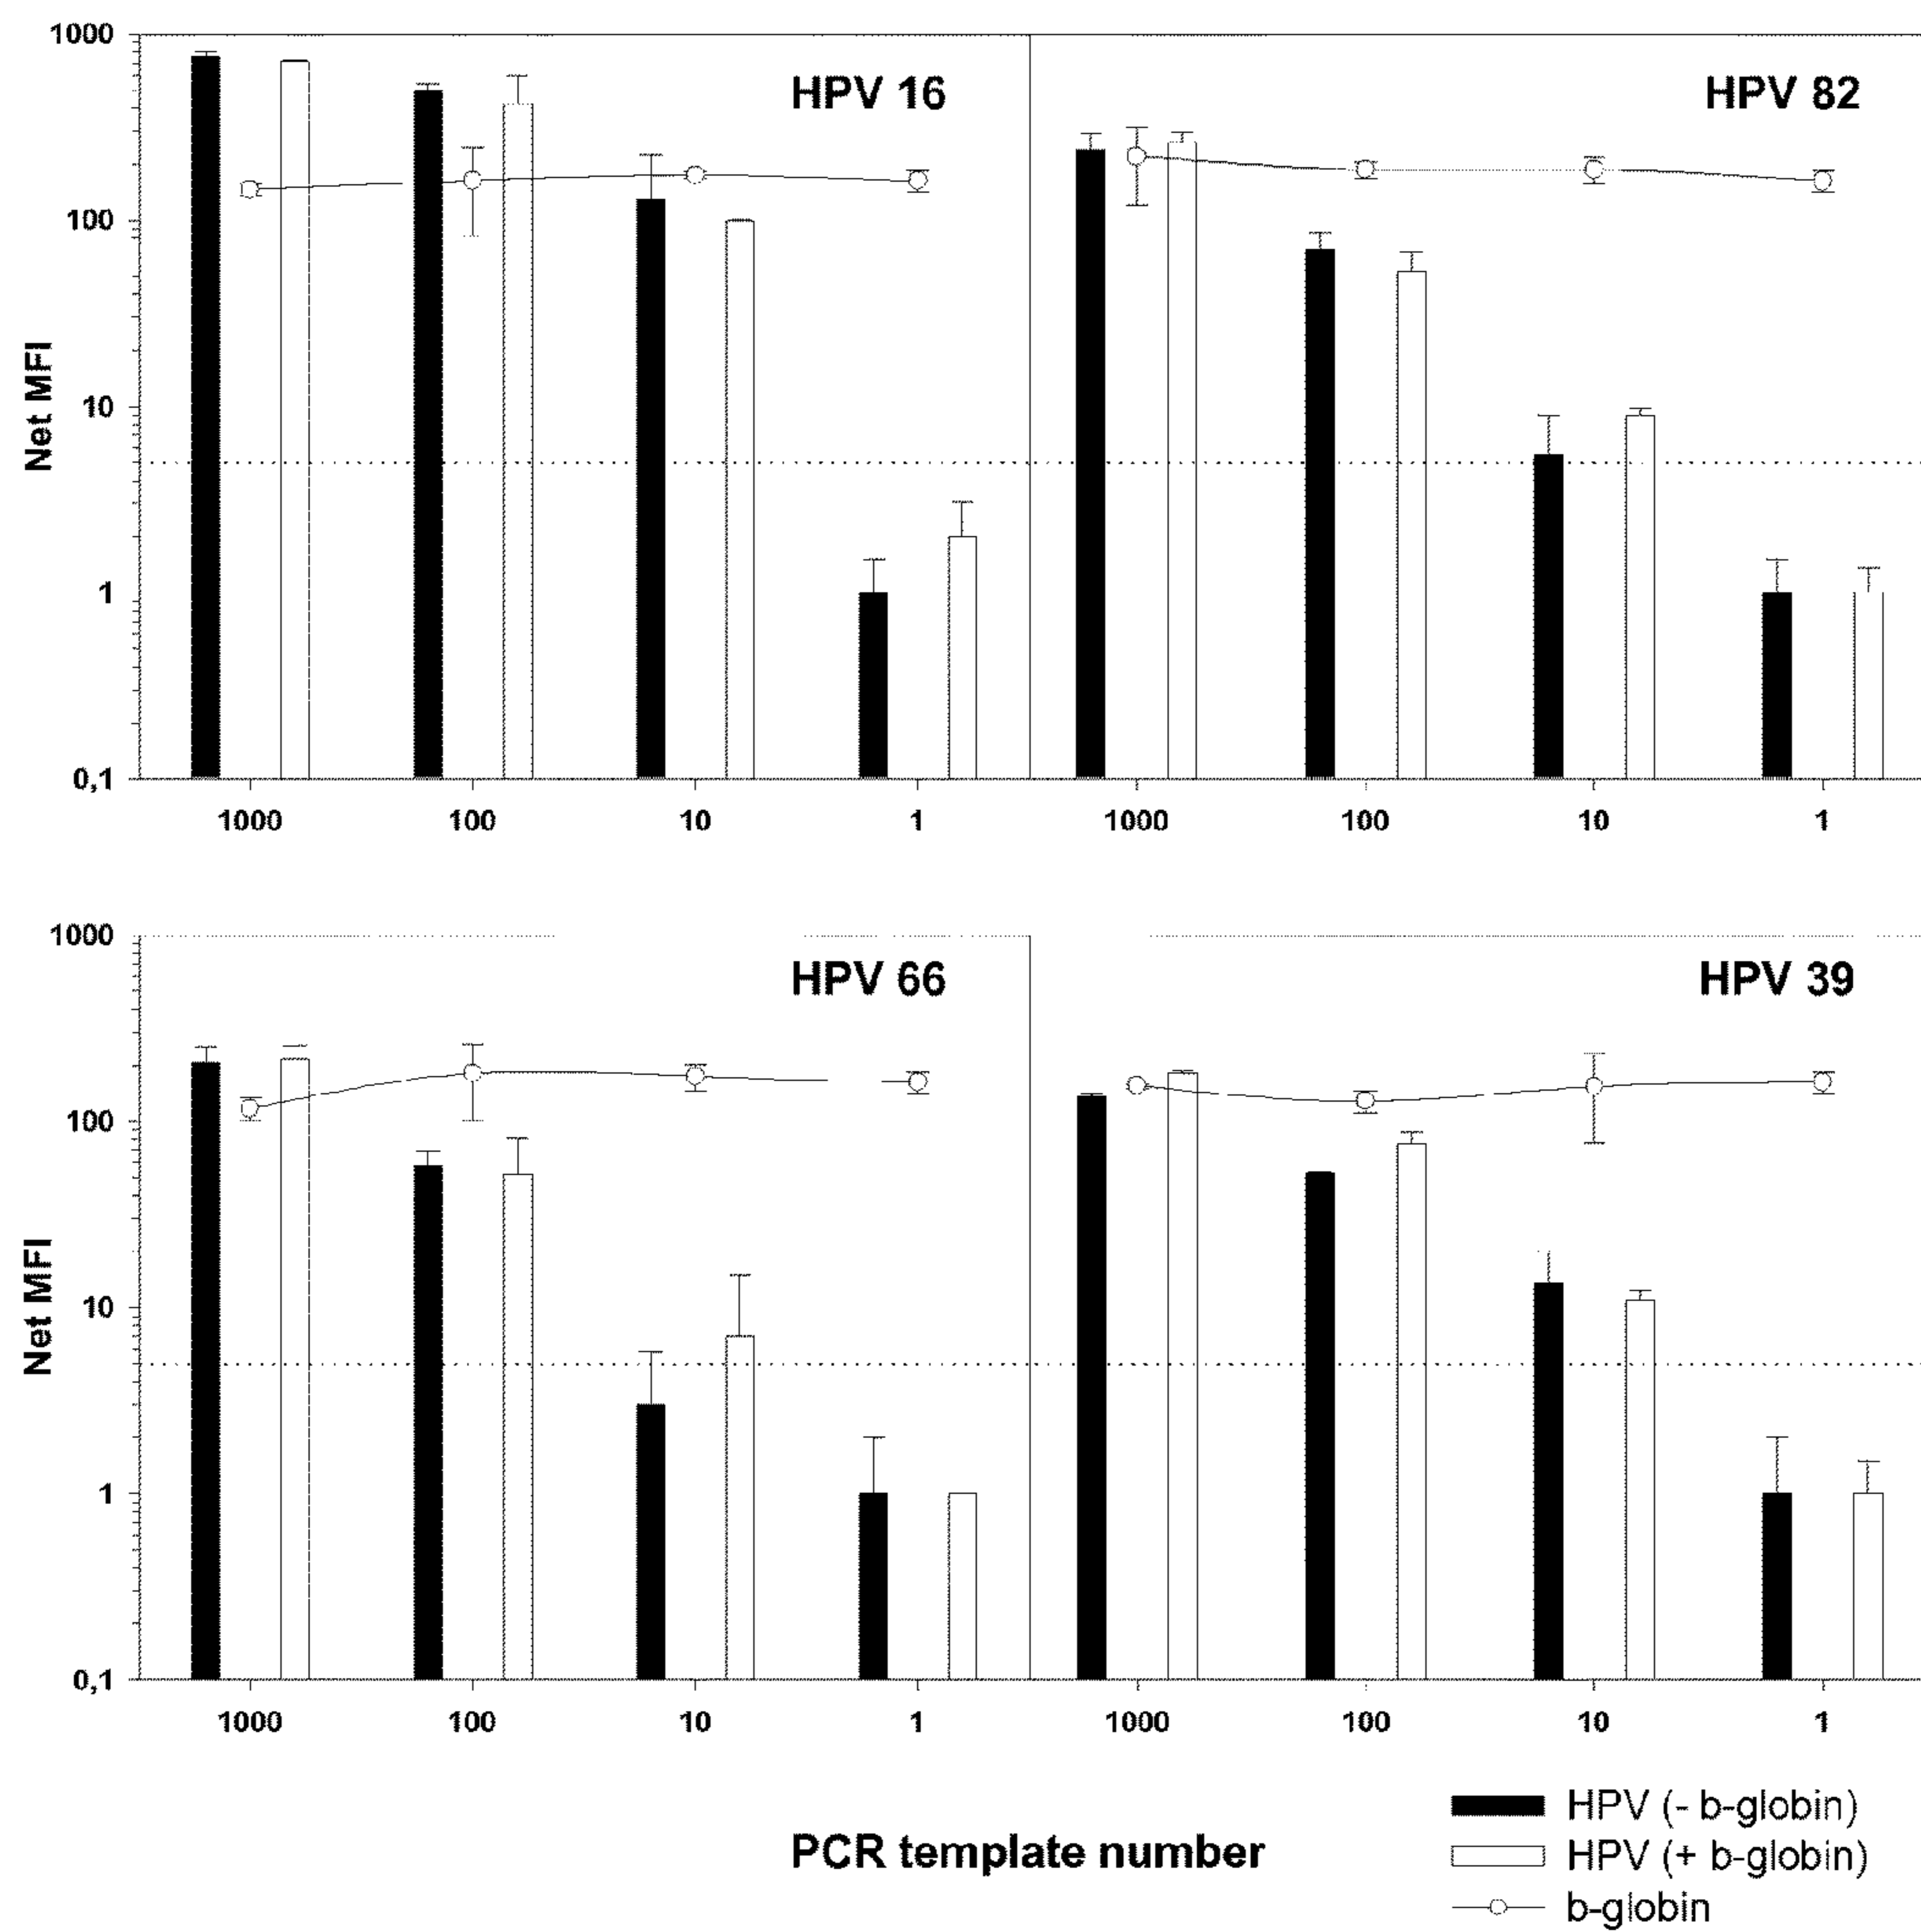 1000
100
10
1
0,1
Net MFI
HPV 16
HPV 82
1000 100 10 1 1000 100 10 1
1000
100
10
1
0,1
Net MFI
HPV 66
HPV 39
1000 100 10 1 1000 100 10 1
PCR template number
HPV (- b-globin)
HPV (+ b-globin)
b-globin